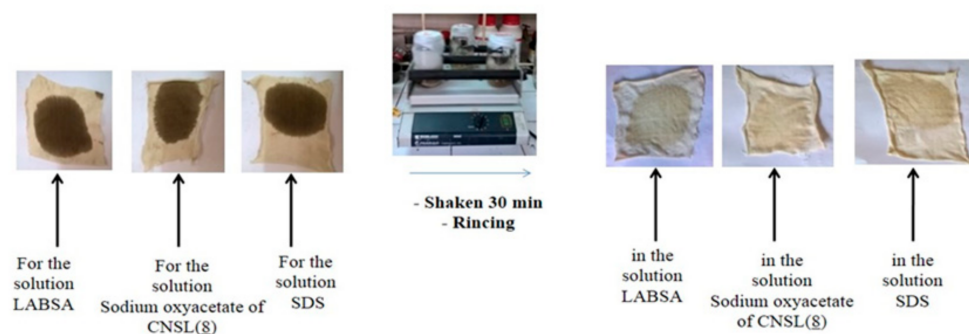 For the
solution
LABSA
For the
solution
Sodium oxyacetate of
CNSL(8)
For the
solution
SDS
- Shaken 30 min
- Rincing
in the
solution
LABSA
in the
solution
Sodium oxyacetate
of CNSL(8)
in the
solution
SDS